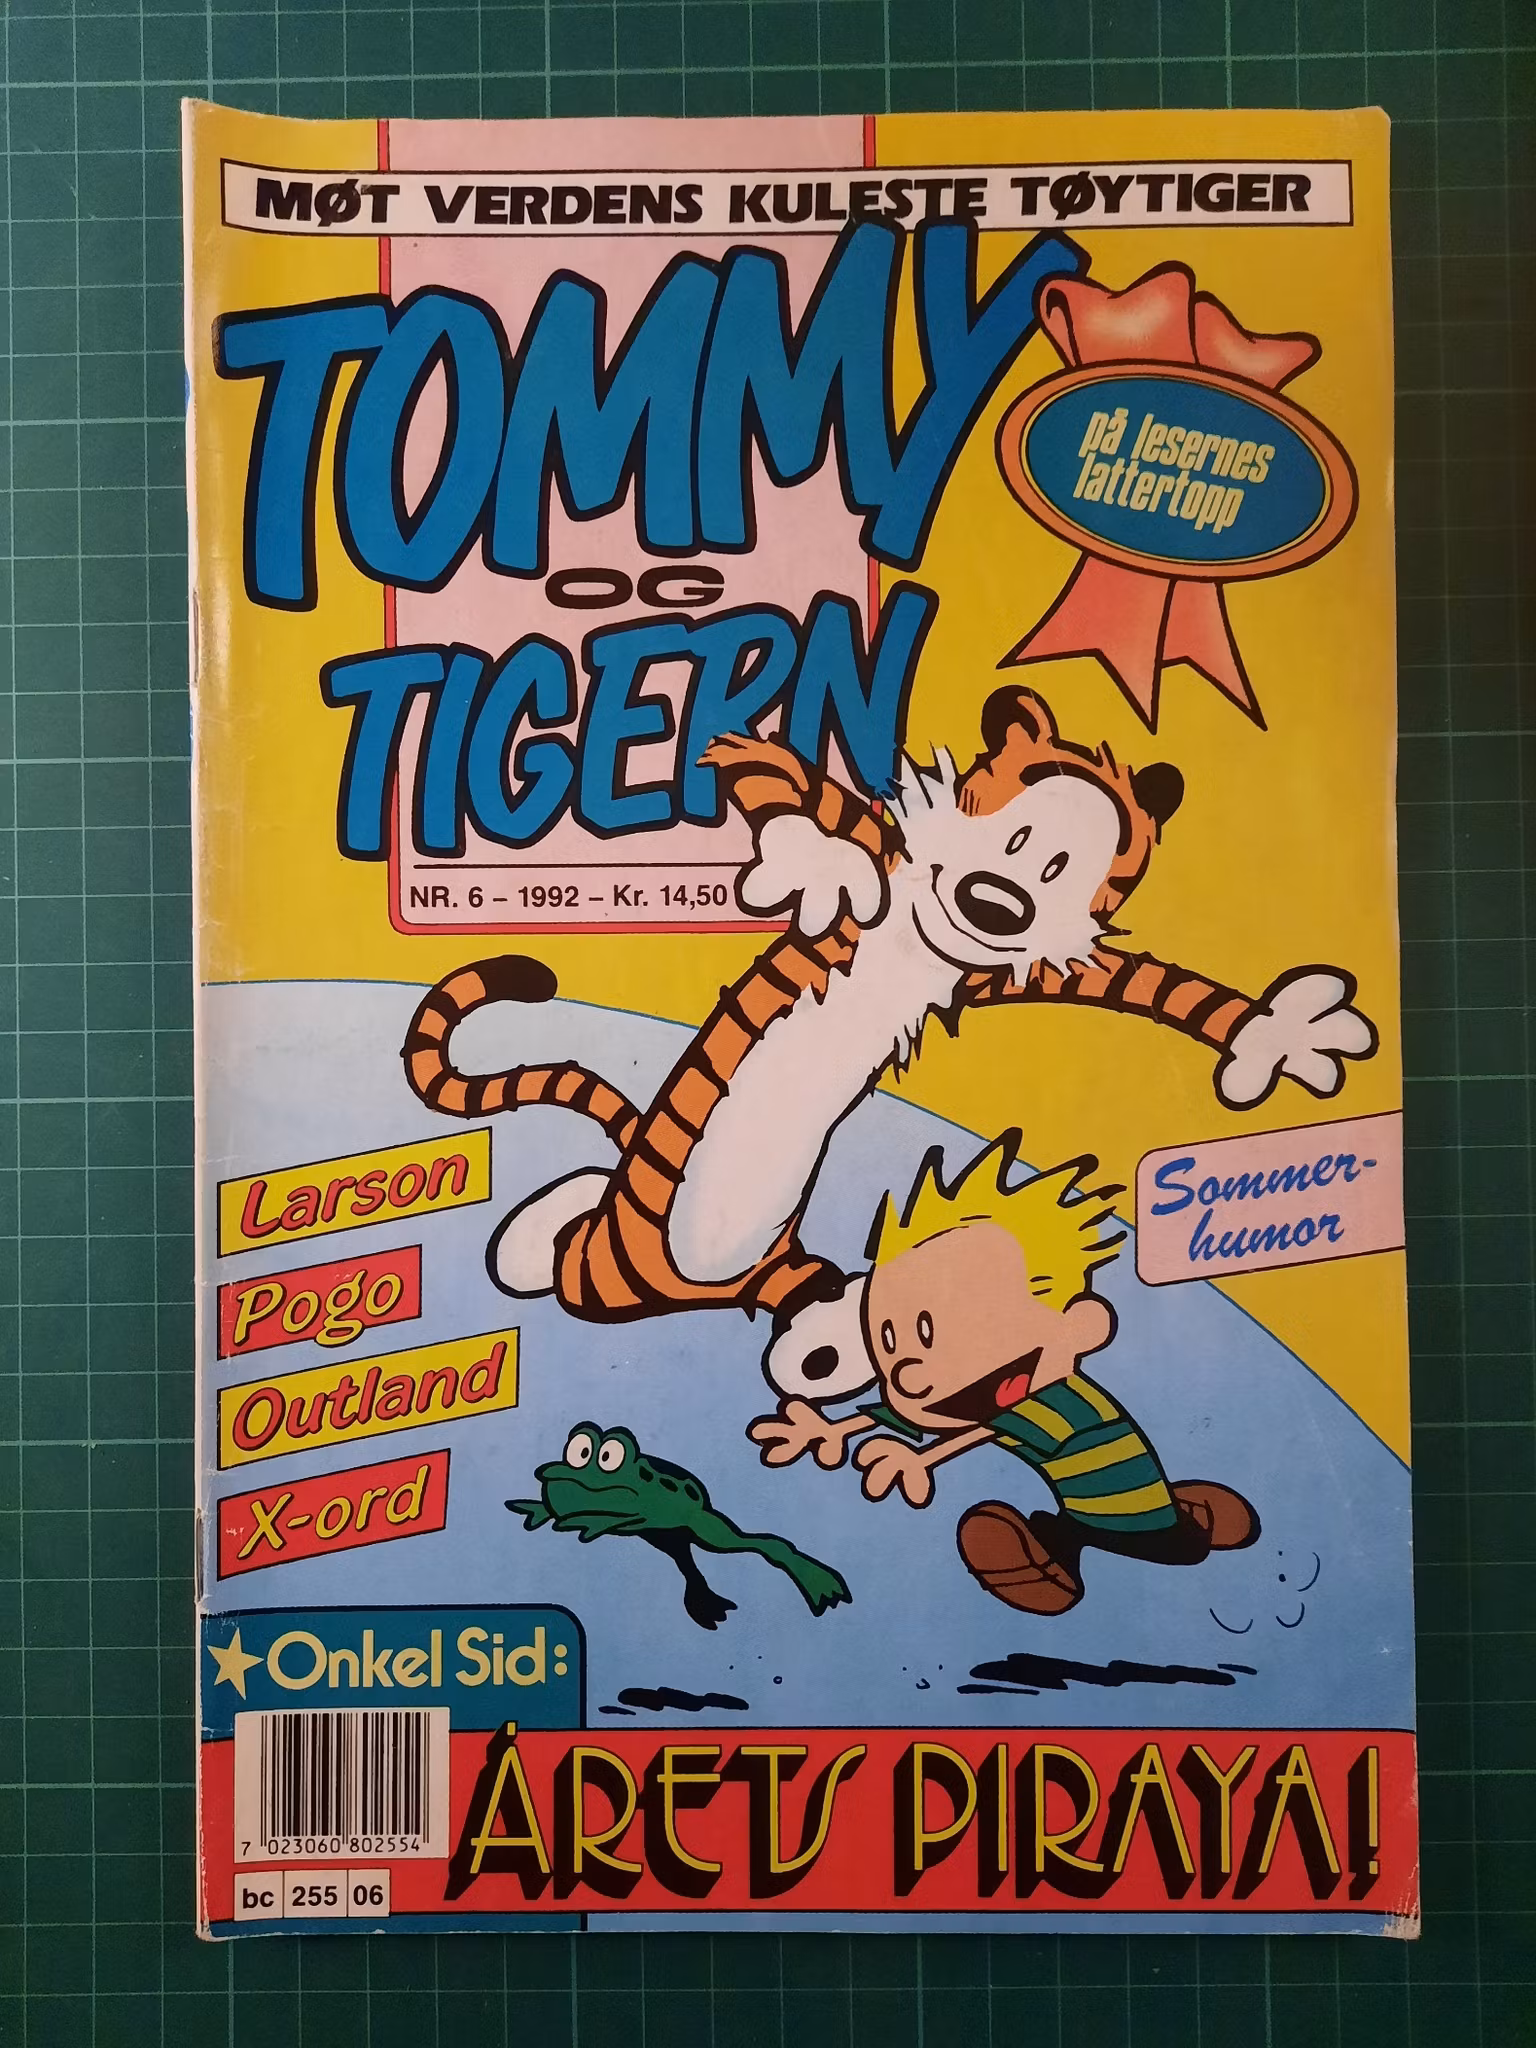 MØT VERDENS KULESTE TØYTIGER
TOMMY
OG
TIGERN
på lesernes
lattertopp
NR. 6 – 1992 – Kr. 14,50
Sommer-
humor
Larson
Pogo
Outland
X-ord
Onkel Sid:
ÅRETS PIRAYA!
7 023060 802554
bc 255 06